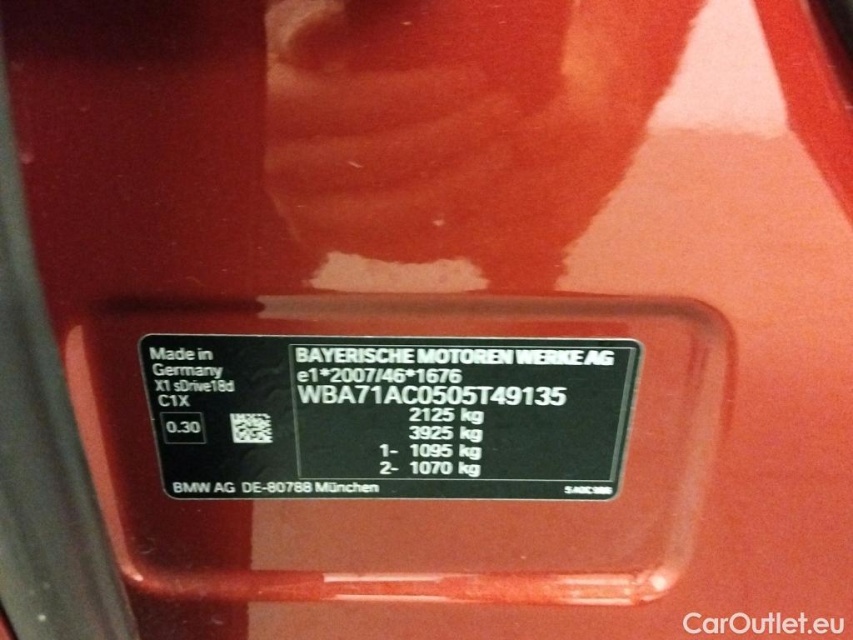 Made in
Germany
X1 sDrive18d
C1X
0.30
BAYERISCHE MOTOREN WERKE AG
e1*2007/46*1676
WBA71AC0505T49135
2125 kg
3925 kg
1- 1095 kg
2- 1070 kg
BMW AG DE-80788 München
CarOutlet.eu